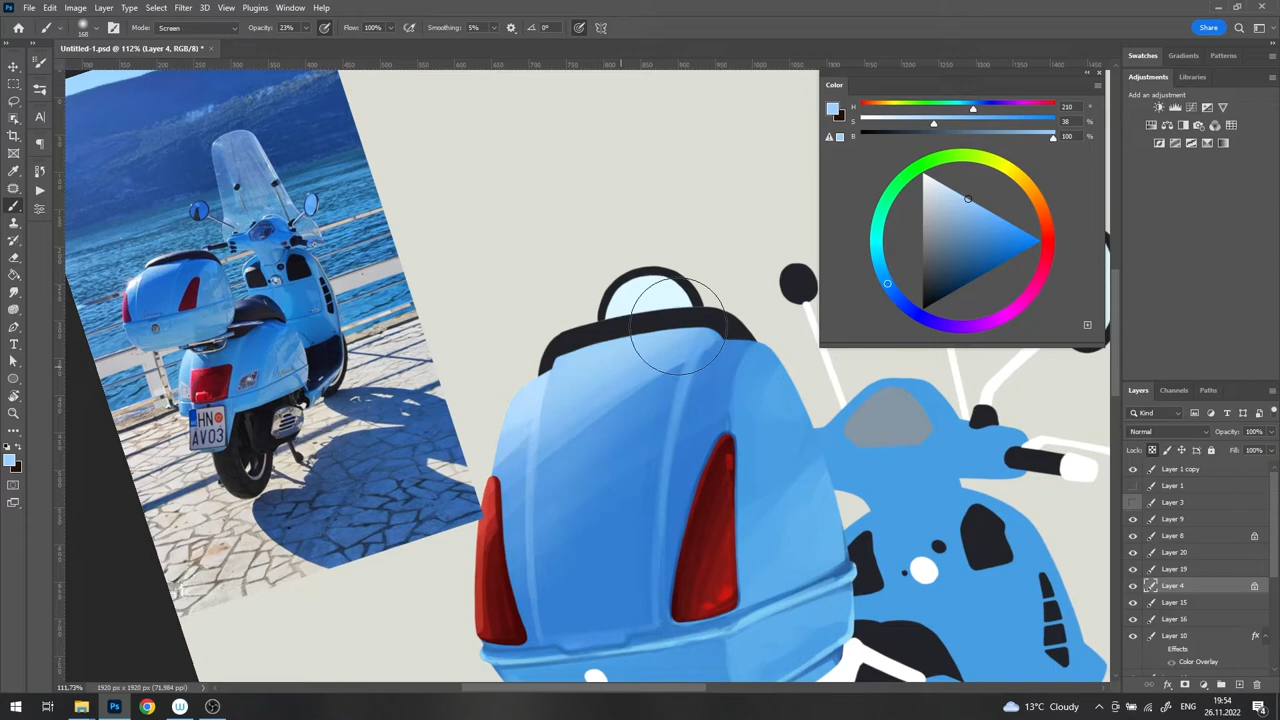 File Edit Image Layer Type Select Filter 3D View Plugins Window Help
168 Mode: Screen Opacity: 23% Flow: 100% Smoothing: 5% 0° Share
Untitled-1.psd @ 112% (Layer 4, RGB/8) *
Swatches Gradients Patterns
Adjustments Libraries
Add an adjustment
Color
H 210 °
S 38 %
B 100 %
HN
AV03
Layers Channels Paths
Kind
Normal Opacity: 100%
Lock: Fill: 100%
Layer 1 copy
Layer 1
Layer 3
Layer 9
Layer 8
Layer 20
Layer 19
Layer 4
Layer 15
Layer 16
Layer 10 fx
Effects
Color Overlay
111,73% 1920 px x 1920 px (71,984 ppi)
13°C Cloudy ENG 19:54
26.11.2022